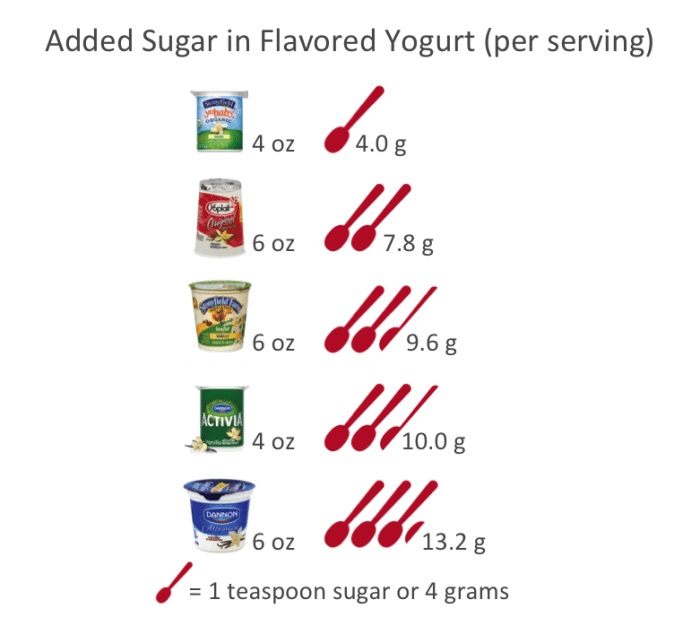 Added Sugar in Flavored Yogurt (per serving)
Stonyfield
yobaby
ORGANIC
4 oz
4.0 g
Yoplait
Original
6 oz
7.8 g
Stonyfield Farm
6 oz
9.6 g
DANNON
ACTIVIA
Vanilla
4 oz
10.0 g
DANNON
6 oz
13.2 g
= 1 teaspoon sugar or 4 grams